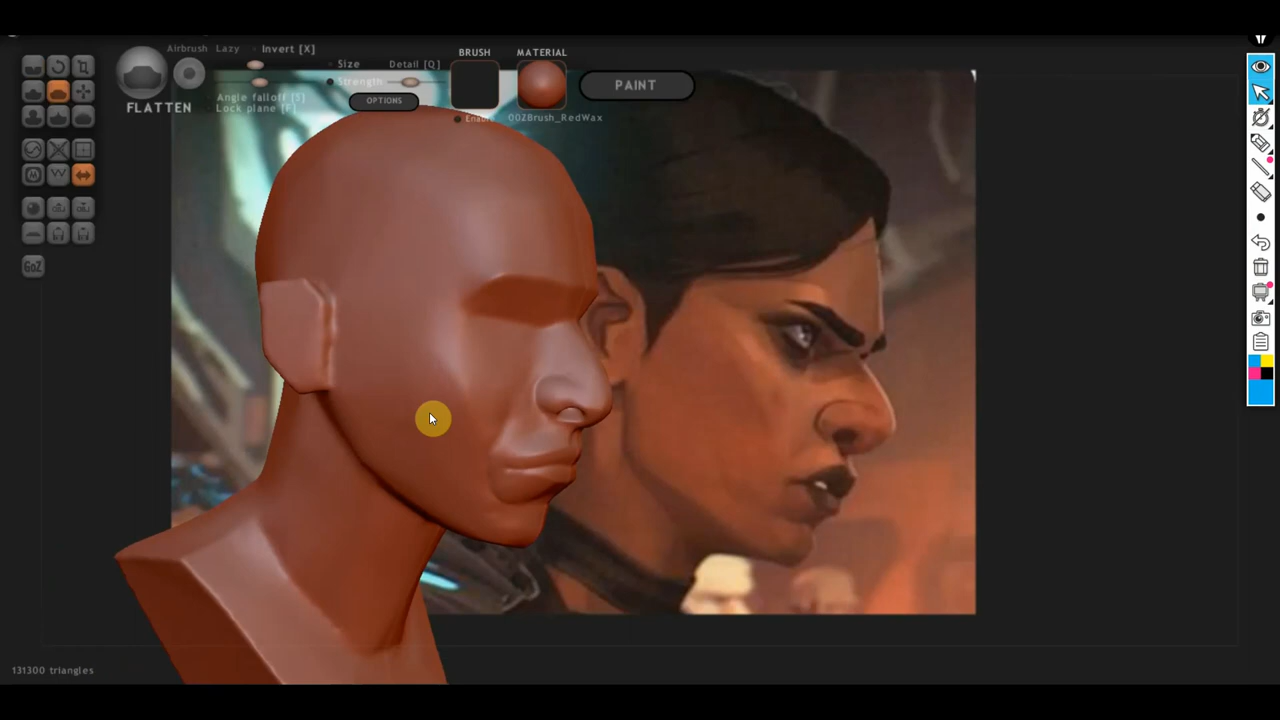 Airbrush Lazy Invert [X]
Size Detail [Q]
Strength
Angle falloff [S]
Lock plane [F]
FLATTEN
OPTIONS
BRUSH
Enable
MATERIAL
00ZBrush_RedWax
PAINT
GoZ
131300 triangles